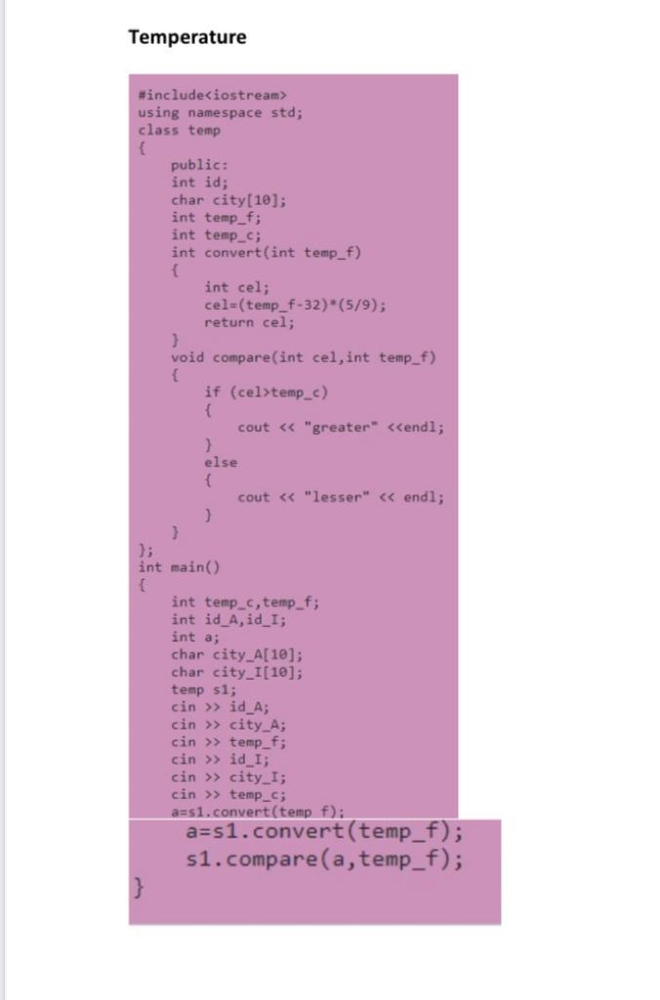 Temperature
#include<iostream>
using namespace std;
class temp
{
    public:
    int id;
    char city[10];
    int temp_f;
    int temp_c;
    int convert(int temp_f)
    {
        int cel;
        cel=(temp_f-32)*(5/9);
        return cel;
    }
    void compare(int cel,int temp_f)
    {
        if (cel>temp_c)
        {
            cout << "greater" <<endl;
        }
        else
        {
            cout << "lesser" << endl;
        }
    }
};
int main()
{
    int temp_c,temp_f;
    int id_A,id_I;
    int a;
    char city_A[10];
    char city_I[10];
    temp s1;
    cin >> id_A;
    cin >> city_A;
    cin >> temp_f;
    cin >> id_I;
    cin >> city_I;
    cin >> temp_c;
    a=s1.convert(temp_f);
    a=s1.convert(temp_f);
    s1.compare(a,temp_f);
}